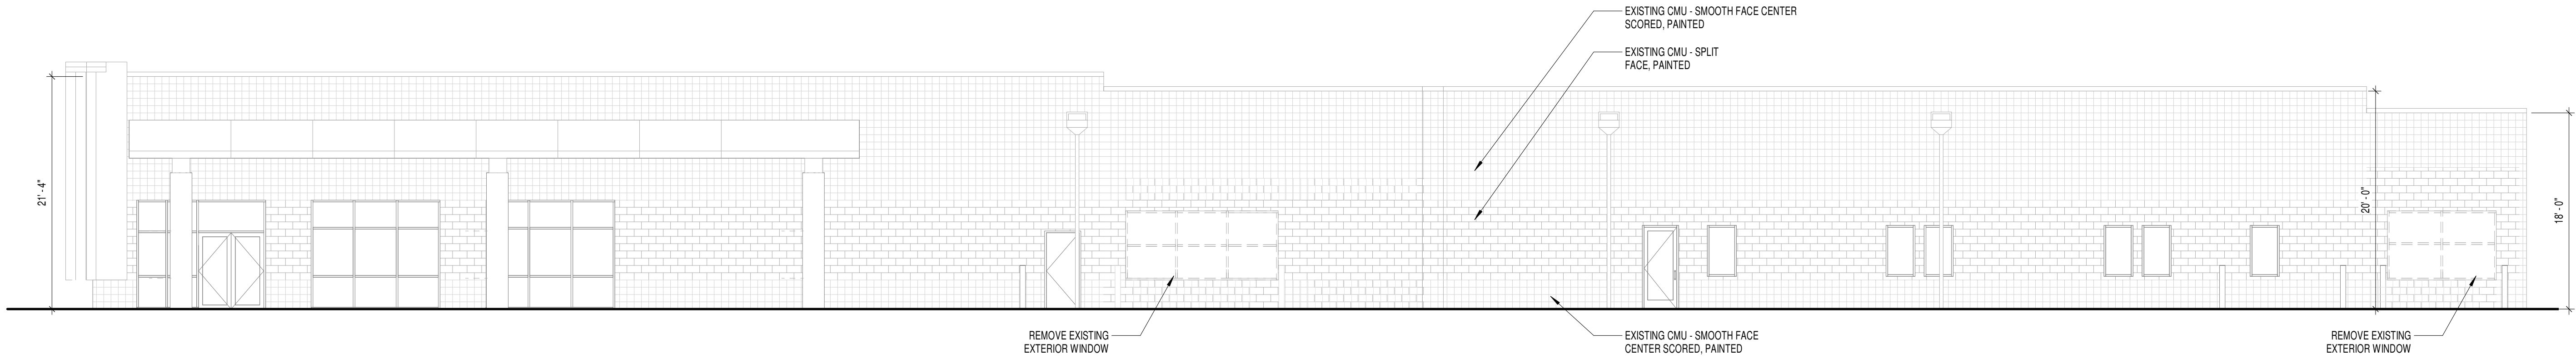 EXISTING CMU - SMOOTH FACE CENTER
SCORED, PAINTED
EXISTING CMU - SPLIT
FACE, PAINTED
21' - 4"
20' - 0"
18' - 0"
REMOVE EXISTING
EXTERIOR WINDOW
EXISTING CMU - SMOOTH FACE
CENTER SCORED, PAINTED
REMOVE EXISTING
EXTERIOR WINDOW